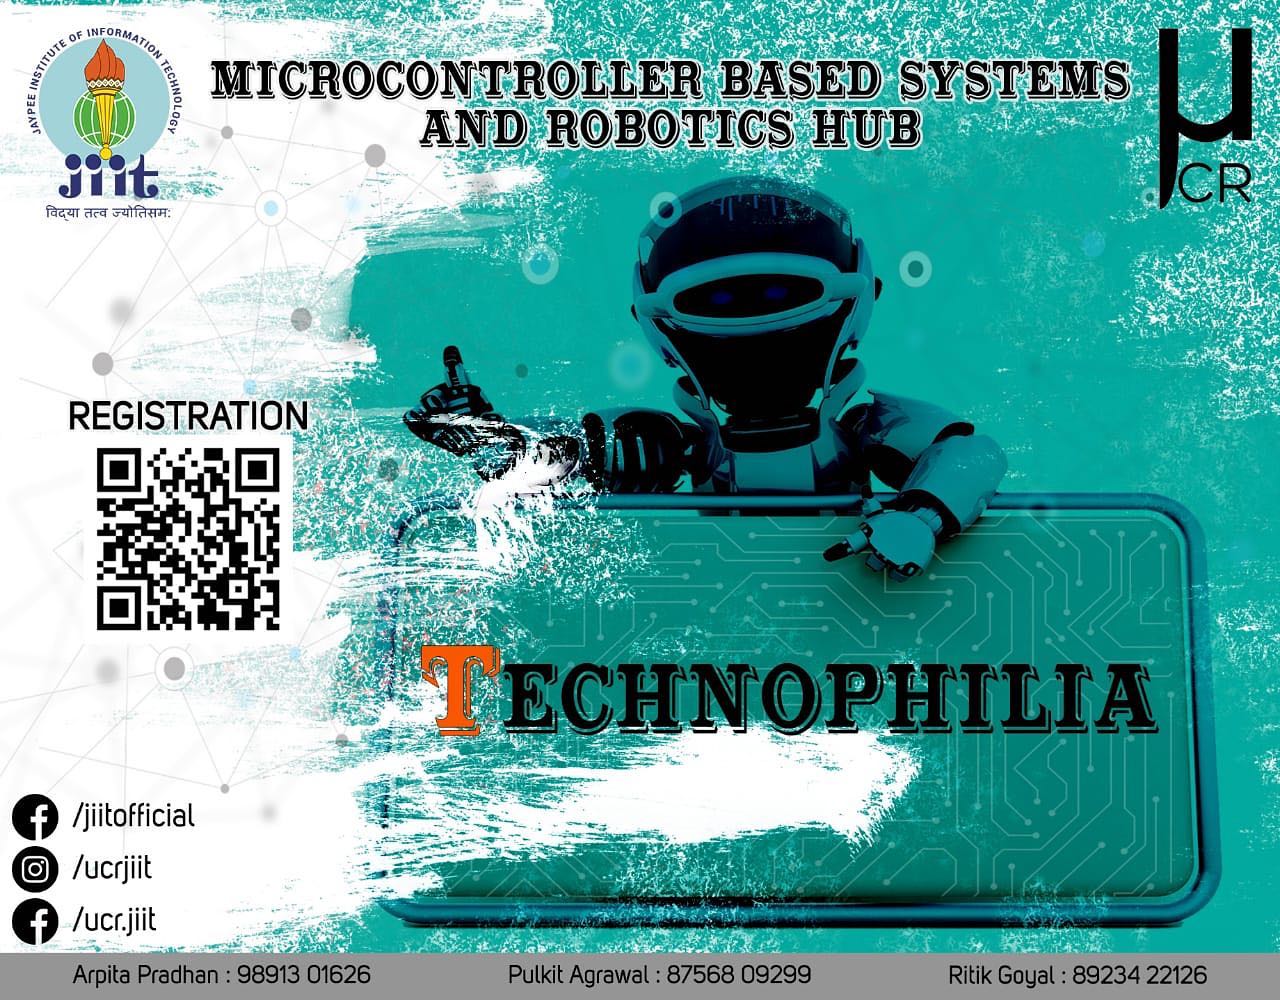 JAYPEE INSTITUTE OF INFORMATION TECHNOLOGY
jiit
विद्या तत्व ज्योतिसम:
MICROCONTROLLER BASED SYSTEMS
AND ROBOTICS HUB
μ
CR
REGISTRATION
TECHNOPHILIA
/jiitofficial
/ucrjiit
/ucr.jiit
Arpita Pradhan : 98913 01626
Pulkit Agrawal : 87568 09299
Ritik Goyal : 89234 22126